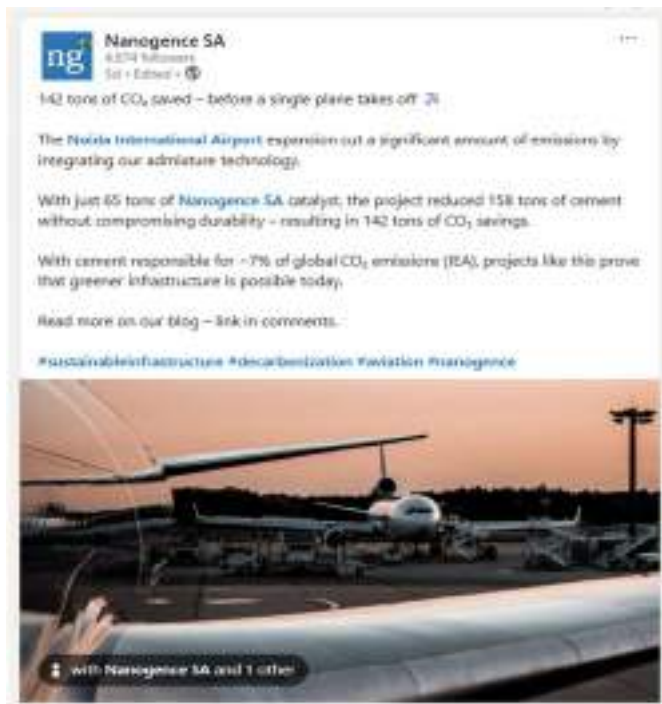 ng
Nanogence SA
followers
Edited •
142 tons of CO₂ saved – before a single plane takes off
The Noida International Airport expansion cut a significant amount of emissions by
integrating our admixture technology.
With just 65 tons of Nanogence SA catalyst, the project reduced 158 tons of cement
without compromising durability – resulting in 142 tons of CO₂ savings.
With cement responsible for ~7% of global CO₂ emissions (IEA), projects like this prove
that greener infrastructure is possible today.
Read more on our blog – link in comments.
#sustainableinfrastructure #decarbonization #aviation #nanogence
with Nanogence SA and 1 other